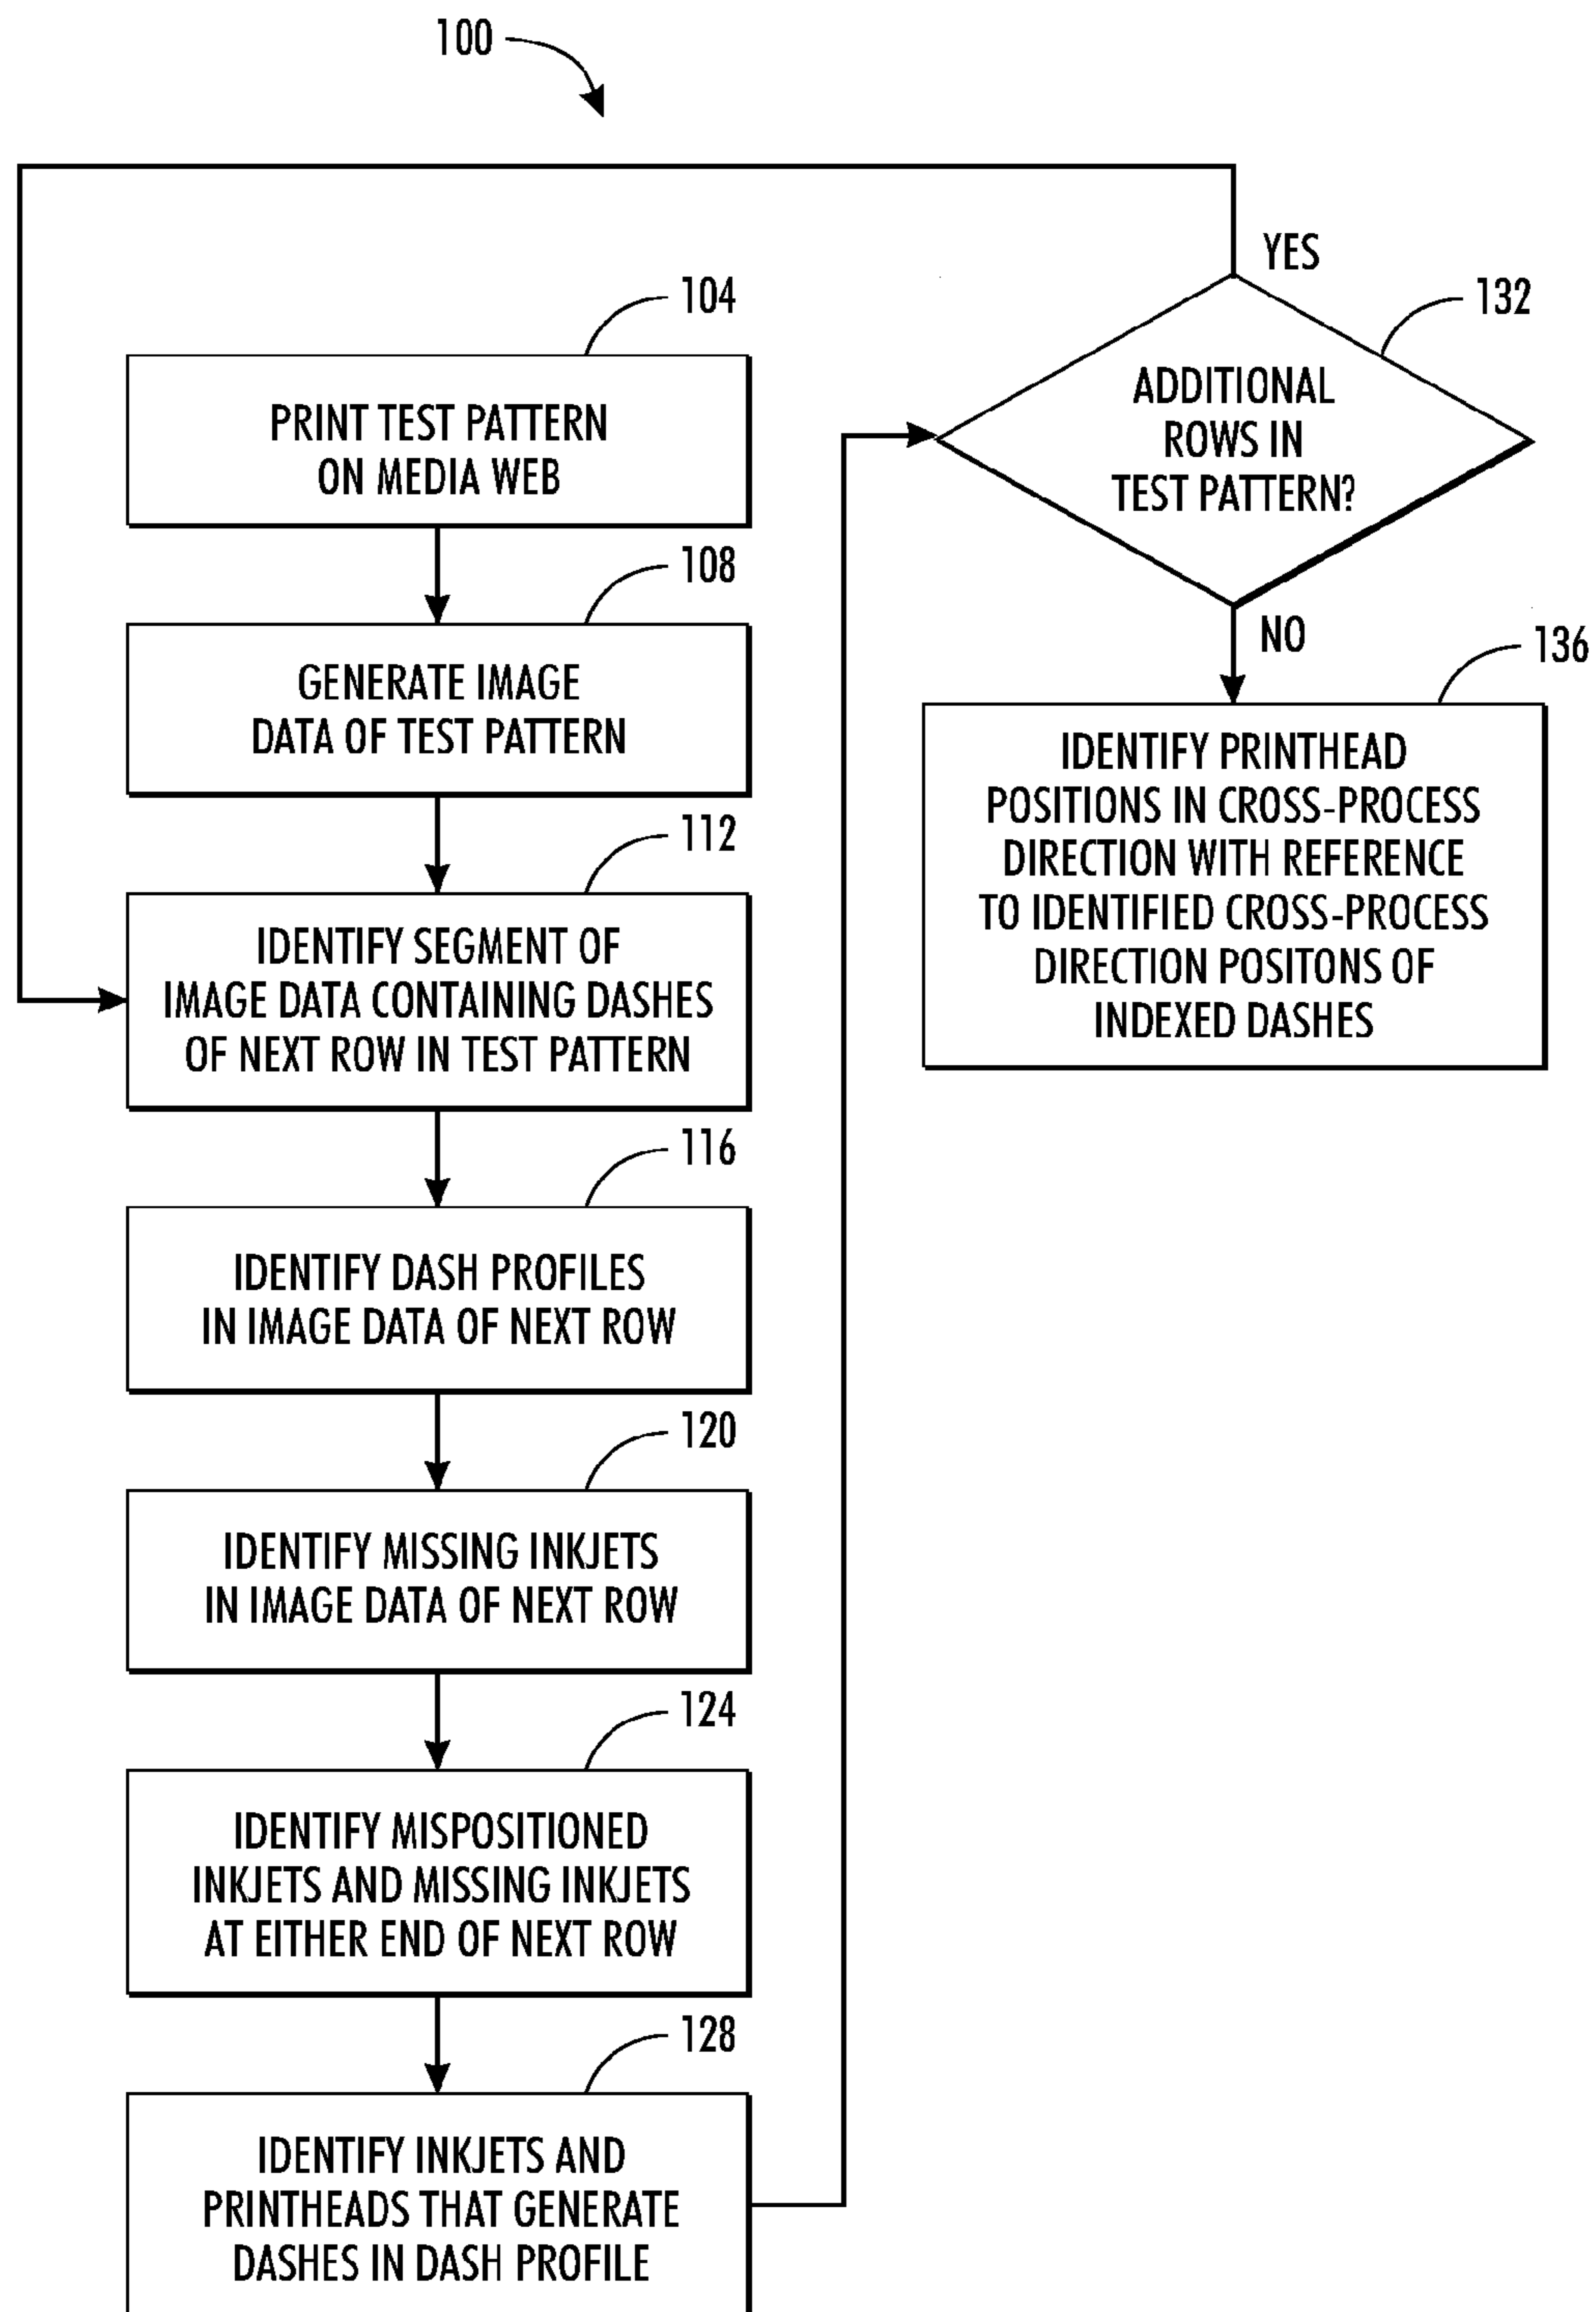 100
104
PRINT TEST PATTERN
ON MEDIA WEB
108
GENERATE IMAGE
DATA OF TEST PATTERN
112
IDENTIFY SEGMENT OF
IMAGE DATA CONTAINING DASHES
OF NEXT ROW IN TEST PATTERN
116
IDENTIFY DASH PROFILES
IN IMAGE DATA OF NEXT ROW
120
IDENTIFY MISSING INKJETS
IN IMAGE DATA OF NEXT ROW
124
IDENTIFY MISPOSITIONED
INKJETS AND MISSING INKJETS
AT EITHER END OF NEXT ROW
128
IDENTIFY INKJETS AND
PRINTHEADS THAT GENERATE
DASHES IN DASH PROFILE
YES
132
ADDITIONAL
ROWS IN
TEST PATTERN?
NO
136
IDENTIFY PRINTHEAD
POSITIONS IN CROSS-PROCESS
DIRECTION WITH REFERENCE
TO IDENTIFIED CROSS-PROCESS
DIRECTION POSITONS OF
INDEXED DASHES